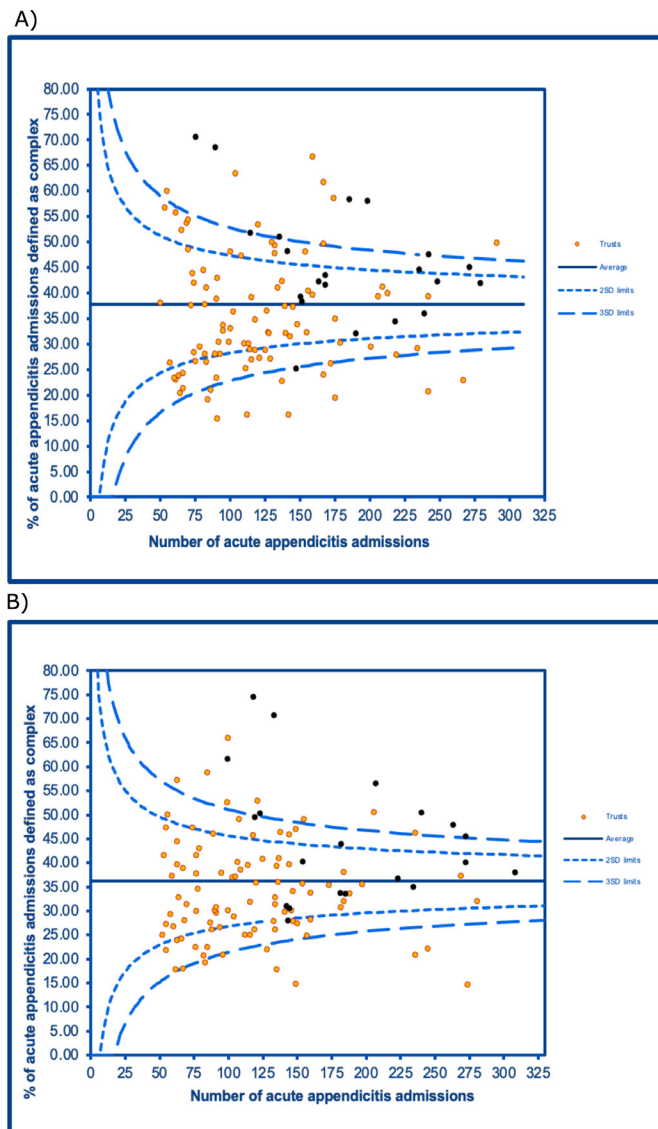 A)
% of acute appendicitis admissions defined as complex
80.00
75.00
70.00
65.00
60.00
55.00
50.00
45.00
40.00
35.00
30.00
25.00
20.00
15.00
10.00
5.00
0.00
0 25 50 75 100 125 150 175 200 225 250 275 300 325
Number of acute appendicitis admissions
Trusts
Average
2SD limits
3SD limits
B)
% of acute appendicitis admissions defined as complex
80.00
75.00
70.00
65.00
60.00
55.00
50.00
45.00
40.00
35.00
30.00
25.00
20.00
15.00
10.00
5.00
0.00
0 25 50 75 100 125 150 175 200 225 250 275 300 325
Number of acute appendicitis admissions
Trusts
Average
2SD limits
3SD limits